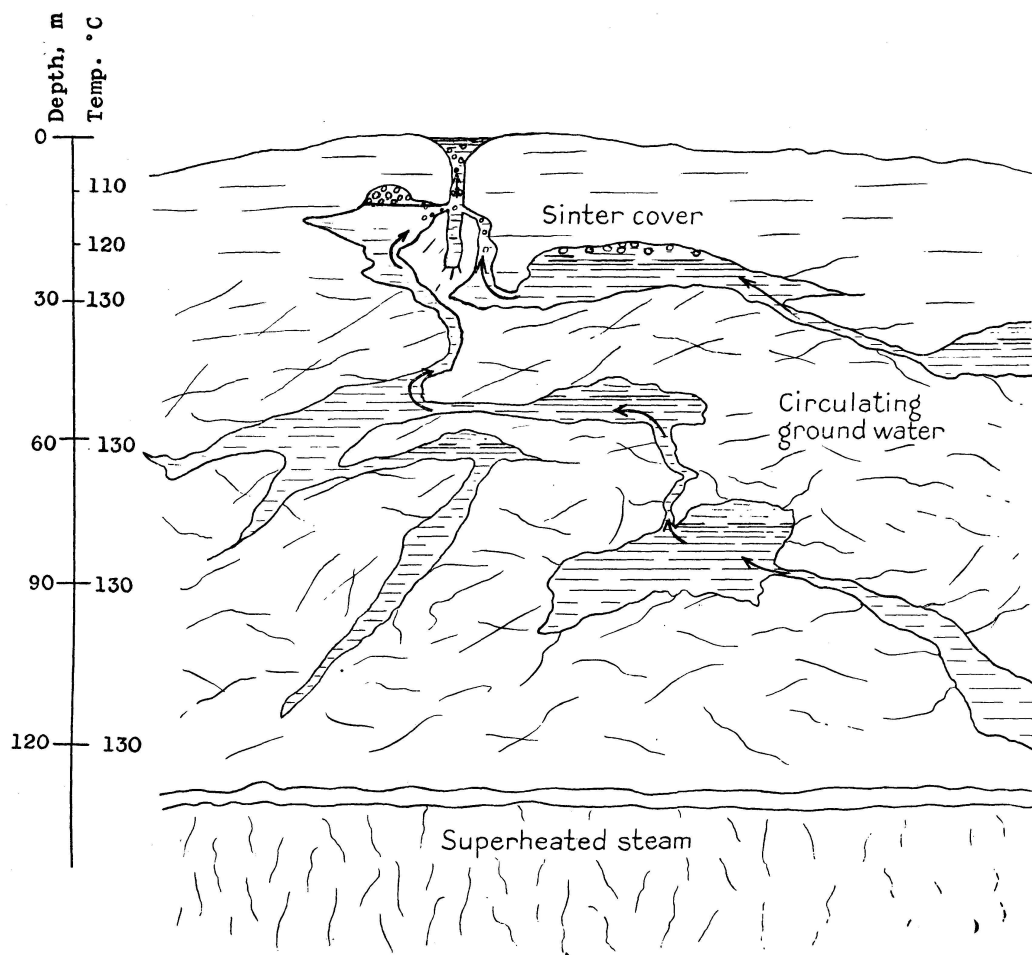 Depth, m
Temp. °C
0
110
Sinter cover
120
30 130
Circulating
ground water
60 130
A
90 130
120 130
Superheated steam